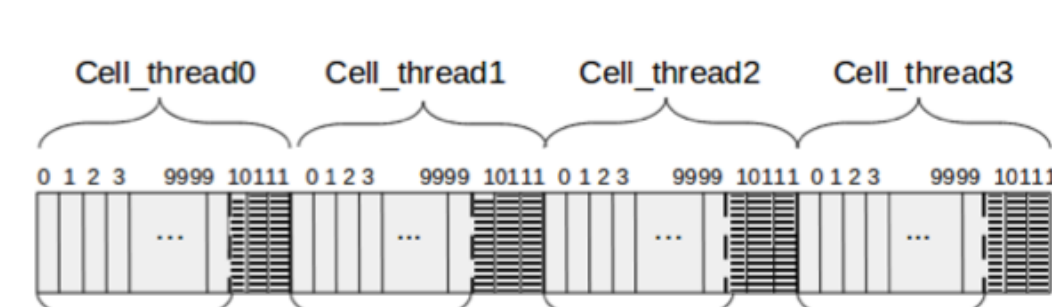 Cell_thread0 Cell_thread1 Cell_thread2 Cell_thread3
0 1 2 3 9999 10111 0 1 2 3 9999 10111 0 1 2 3 9999 10111 0 1 2 3 9999 10111
... ... ... ...